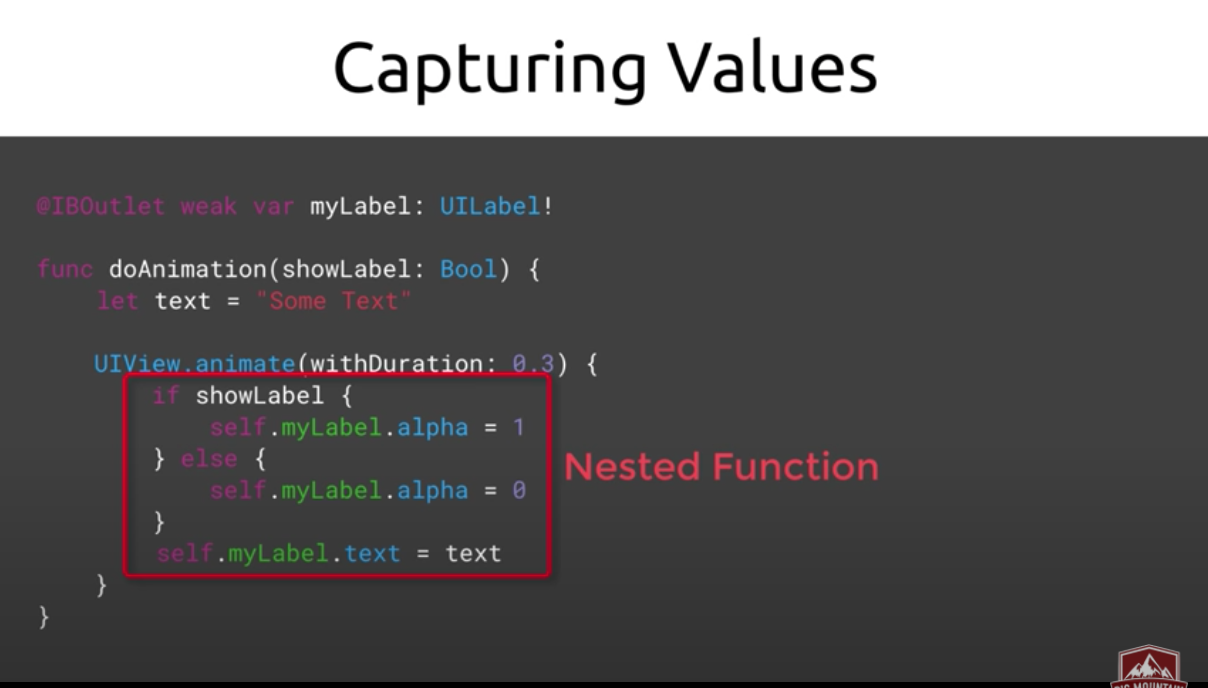 Capturing Values
@IBOutlet weak var myLabel: UILabel!
func doAnimation(showLabel: Bool) {
let text = "Some Text"
UIView.animate(withDuration: 0.3) {
if showLabel {
self.myLabel.alpha = 1
} else {
self.myLabel.alpha = 0
}
self.myLabel.text = text
}
}
Nested Function
BIG MOUNTAIN